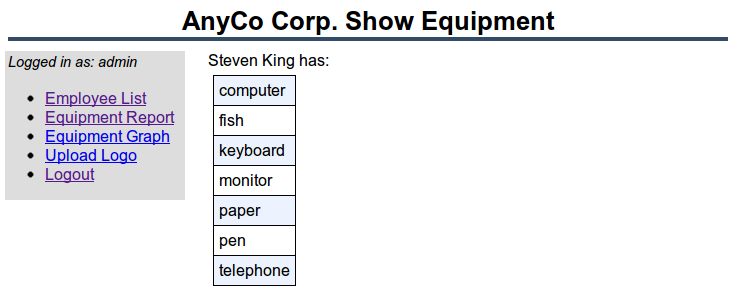 AnyCo Corp. Show Equipment
Logged in as: admin
Employee List
Equipment Report
Equipment Graph
Upload Logo
Logout
Steven King has:
computer
fish
keyboard
monitor
paper
pen
telephone